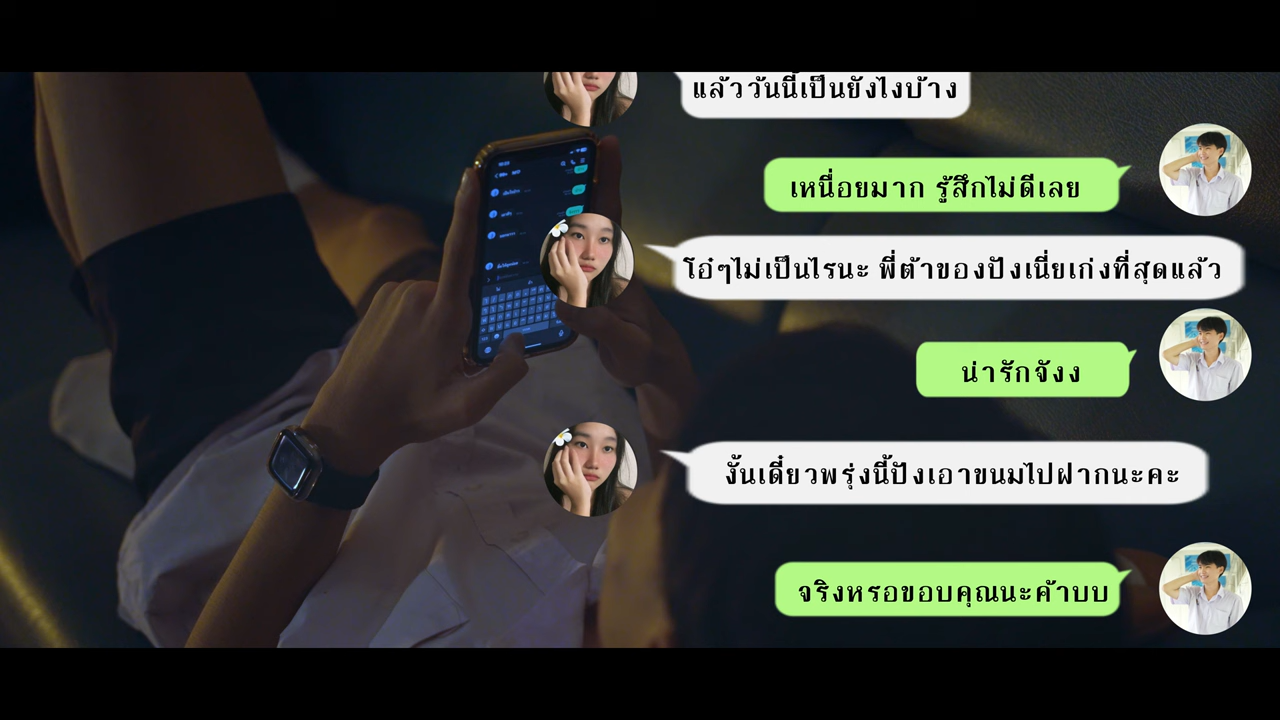 แล้ววันนี้เป็นยังไงบ้าง
เหนื่อยมาก รู้สึกไม่ดีเลย
โอ๋ๆไม่เป็นไรนะ พี่ต้าของปังเนี่ยเก่งที่สุดแล้ว
น่ารักจังง
งั้นเดี๋ยวพรุ่งนี้ปังเอาขนมไปฝากนะคะ
จริงหรอขอบคุณนะค้าบบ